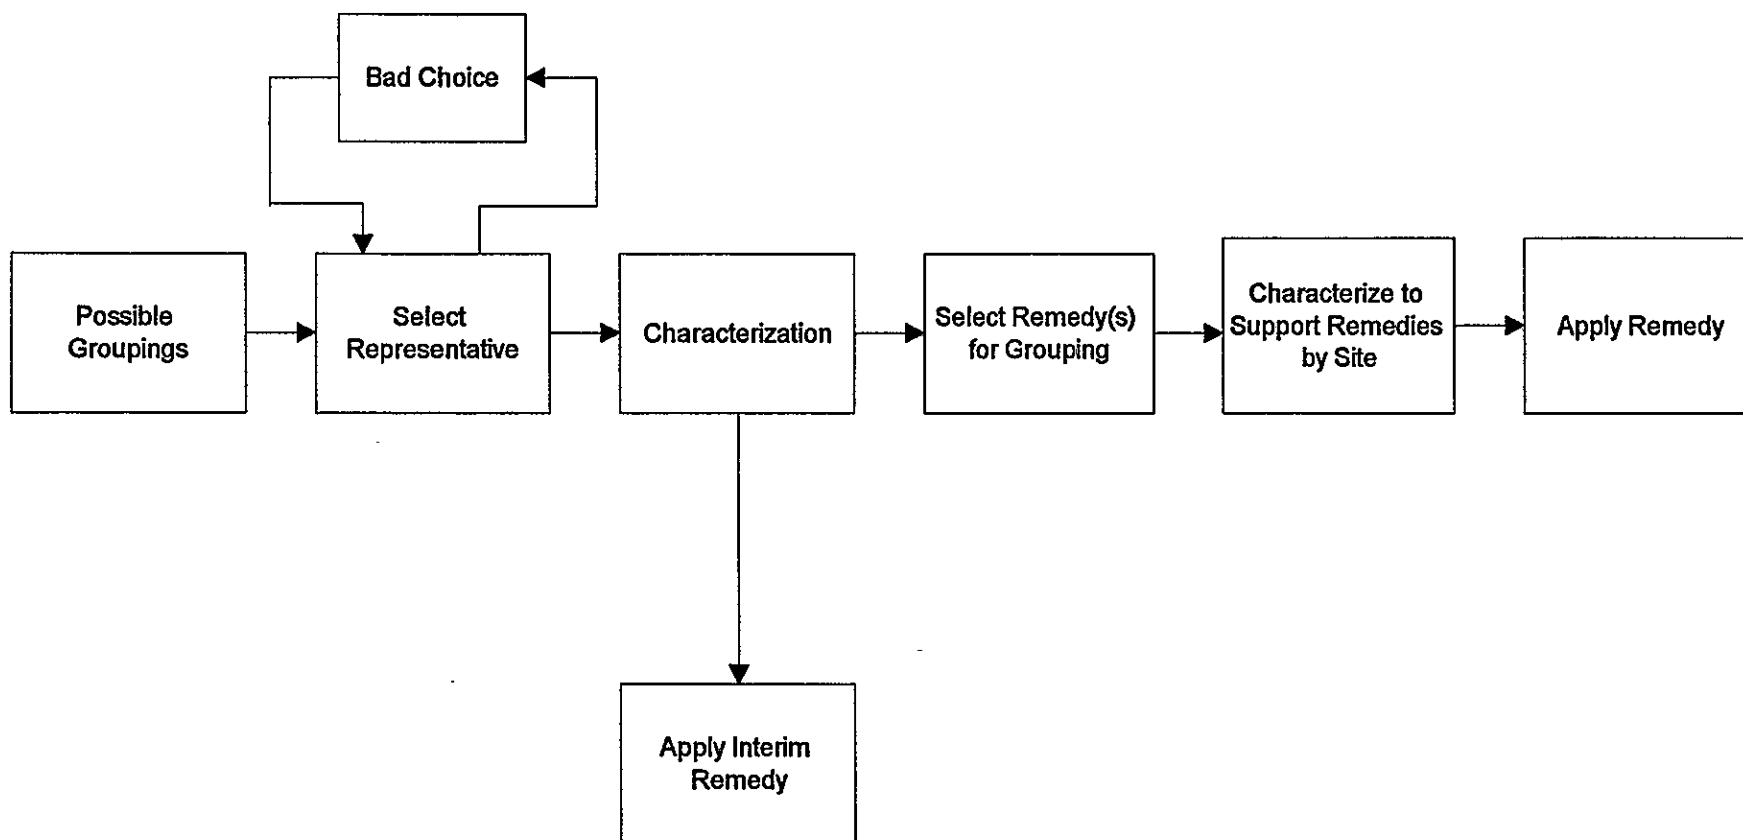 Bad Choice
Possible
Groupings
Select
Representative
Characterization
Select Remedy(s)
for Grouping
Characterize to
Support Remedies
by Site
Apply Remedy
Apply Interim
Remedy